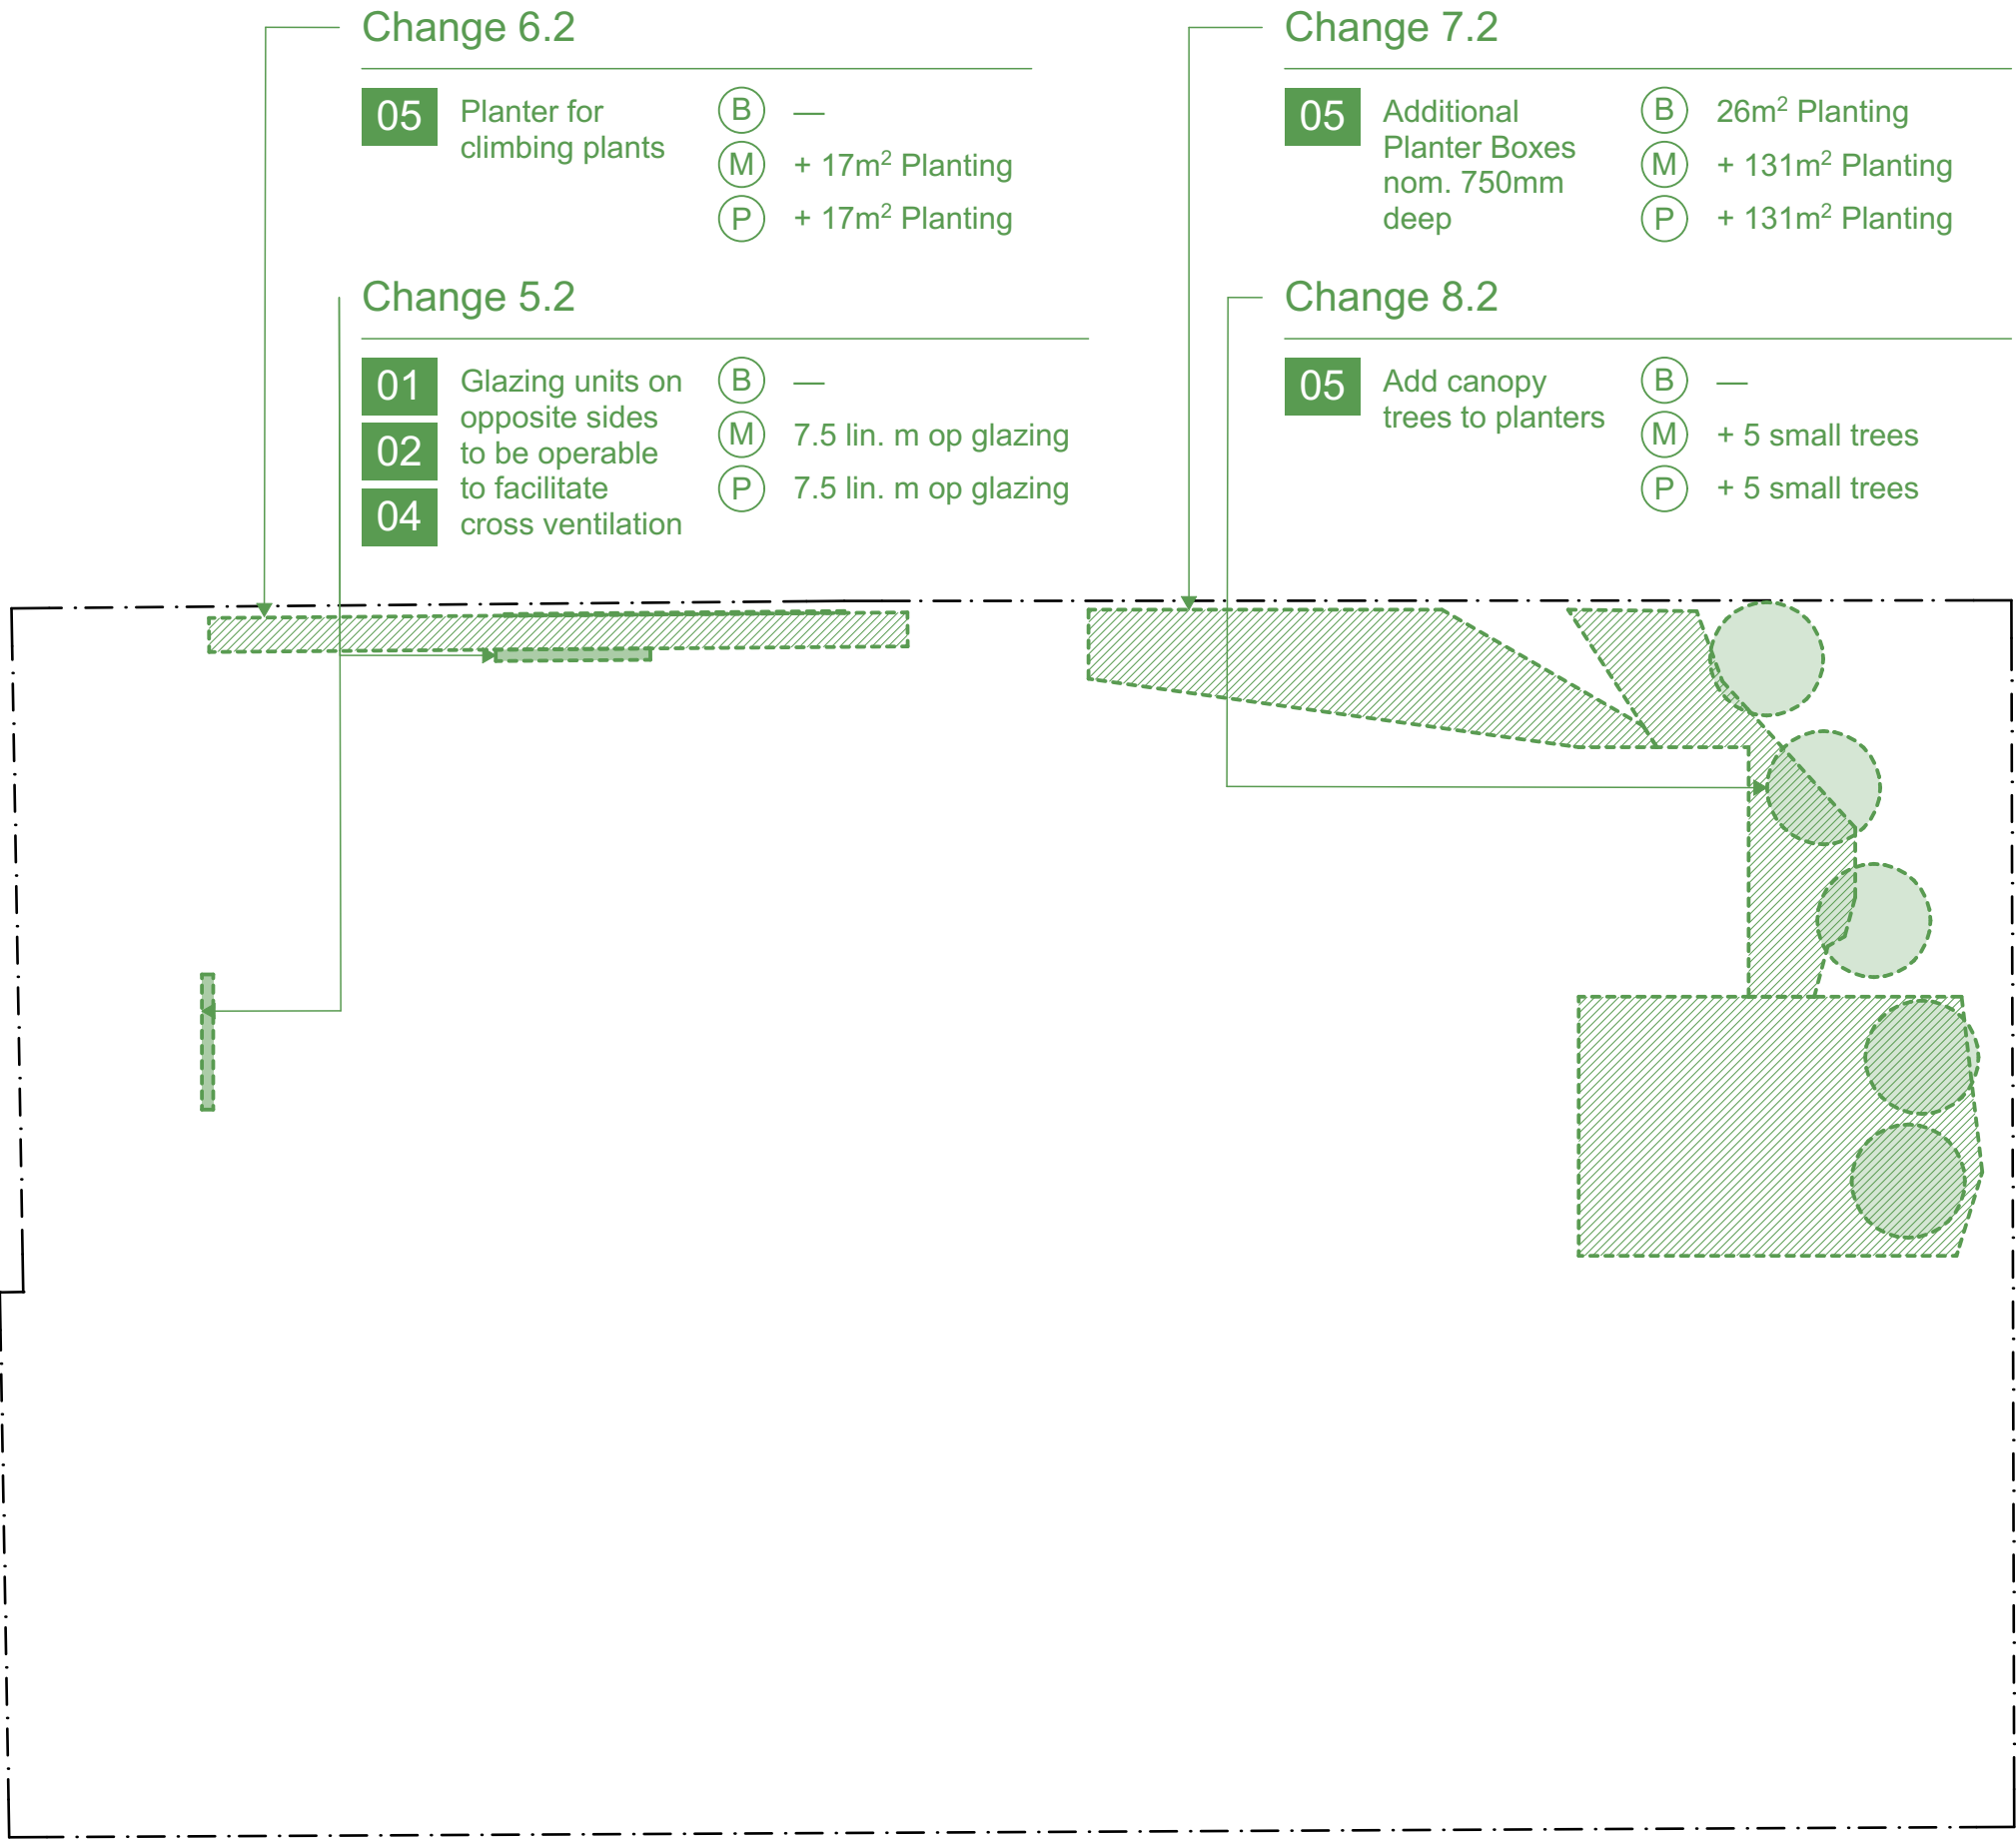 Change 6.2
05
Planter for
climbing plants
B —
M + 17m² Planting
P + 17m² Planting
Change 7.2
05
Additional
Planter Boxes
nom. 750mm
deep
B 26m² Planting
M + 131m² Planting
P + 131m² Planting
Change 5.2
01
02
04
Glazing units on
opposite sides
to be operable
to facilitate
cross ventilation
B —
M 7.5 lin. m op glazing
P 7.5 lin. m op glazing
Change 8.2
05
Add canopy
trees to planters
B —
M + 5 small trees
P + 5 small trees